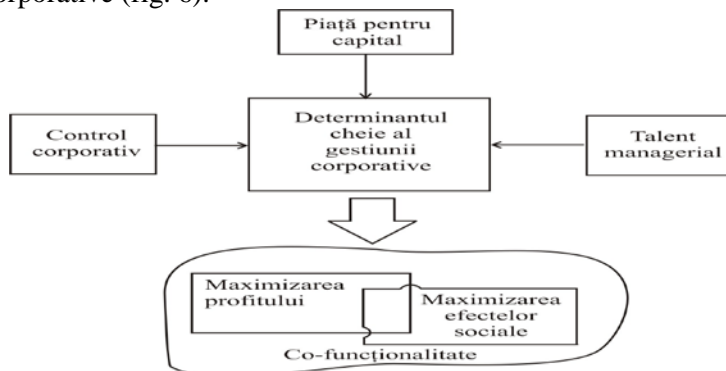 orporative (fig. 6).
Piață pentru
capital
Control
corporativ
Determinantul
cheie al
gestiunii
corporative
Talent
managerial
Maximizarea
profitului
Maximizarea
efectelor
sociale
Co-funcționalitate